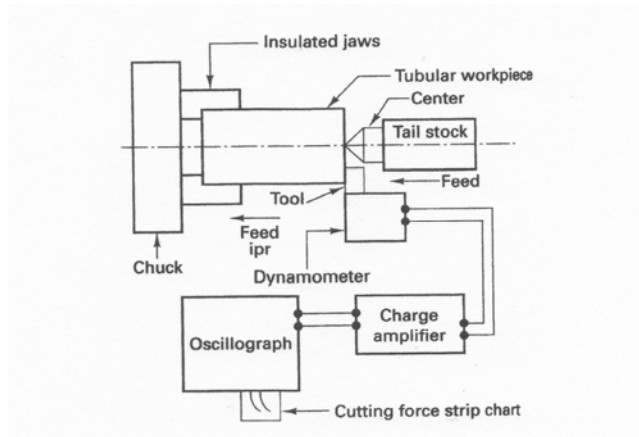 Insulated jaws
Tubular workpiece
Center
Tail stock
Feed
Tool
Feed
ipr
Chuck
Dynamometer
Oscillograph
Charge
amplifier
Cutting force strip chart